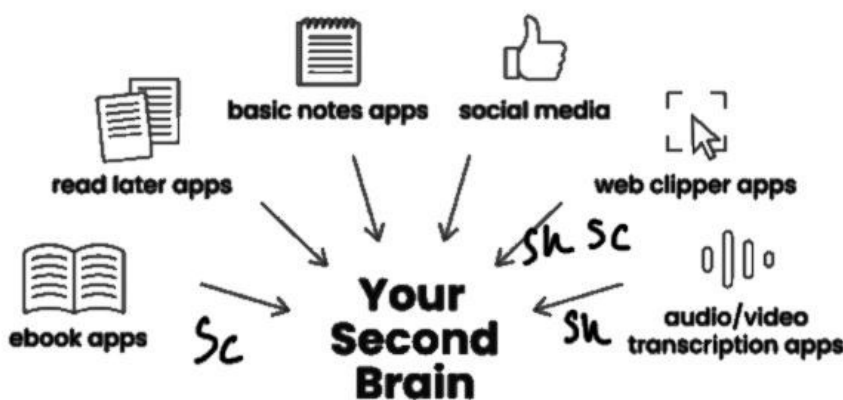 basic notes apps
social media
read later apps
web clipper apps
sh sc
ebook apps
Sc
Your
Second
Brain
sh
audio/video
transcription apps